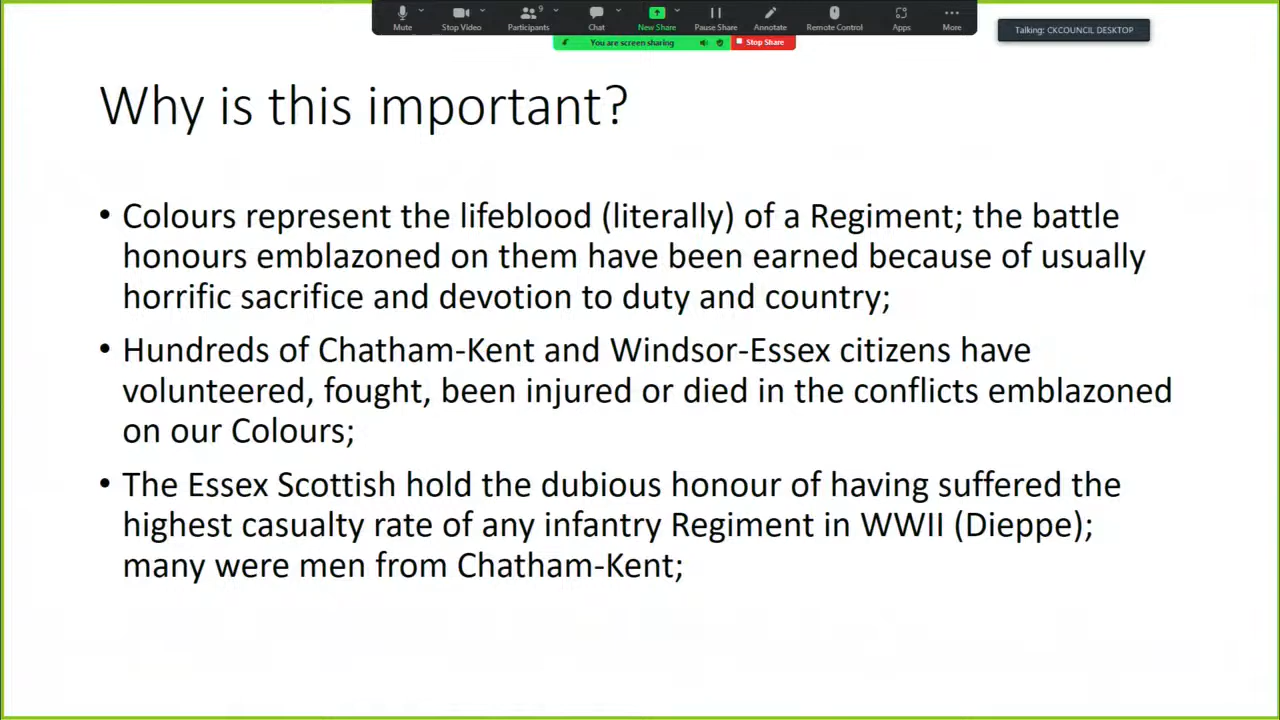 9
Mute
Stop Video
Participants
Chat
New Share
Pause Share
Annotate
Remote Control
Apps
More
Talking: CKCOUNCIL DESKTOP
You are screen sharing
Stop Share
Why is this important?
• Colours represent the lifeblood (literally) of a Regiment; the battle
honours emblazoned on them have been earned because of usually
horrific sacrifice and devotion to duty and country;
• Hundreds of Chatham-Kent and Windsor-Essex citizens have
volunteered, fought, been injured or died in the conflicts emblazoned
on our Colours;
• The Essex Scottish hold the dubious honour of having suffered the
highest casualty rate of any infantry Regiment in WWII (Dieppe);
many were men from Chatham-Kent;